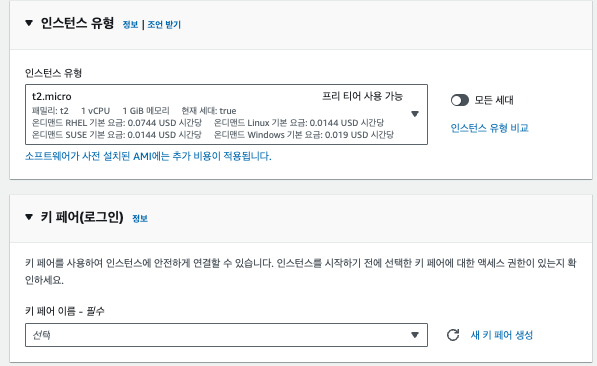 인스턴스 유형 정보 | 조언 받기
인스턴스 유형
t2.micro 프리 티어 사용 가능
패밀리: t2 1 vCPU 1 GiB 메모리 현재 세대: true
온디맨드 RHEL 기본 요금: 0.0744 USD 시간당 온디맨드 Linux 기본 요금: 0.0144 USD 시간당
온디맨드 SUSE 기본 요금: 0.0144 USD 시간당 온디맨드 Windows 기본 요금: 0.019 USD 시간당
모든 세대
인스턴스 유형 비교
소프트웨어가 사전 설치된 AMI에는 추가 비용이 적용됩니다.
키 페어(로그인) 정보
키 페어를 사용하여 인스턴스에 안전하게 연결할 수 있습니다. 인스턴스를 시작하기 전에 선택한 키 페어에 대한 액세스 권한이 있는지 확
인하세요.
키 페어 이름 - 필수
선택
새 키 페어 생성